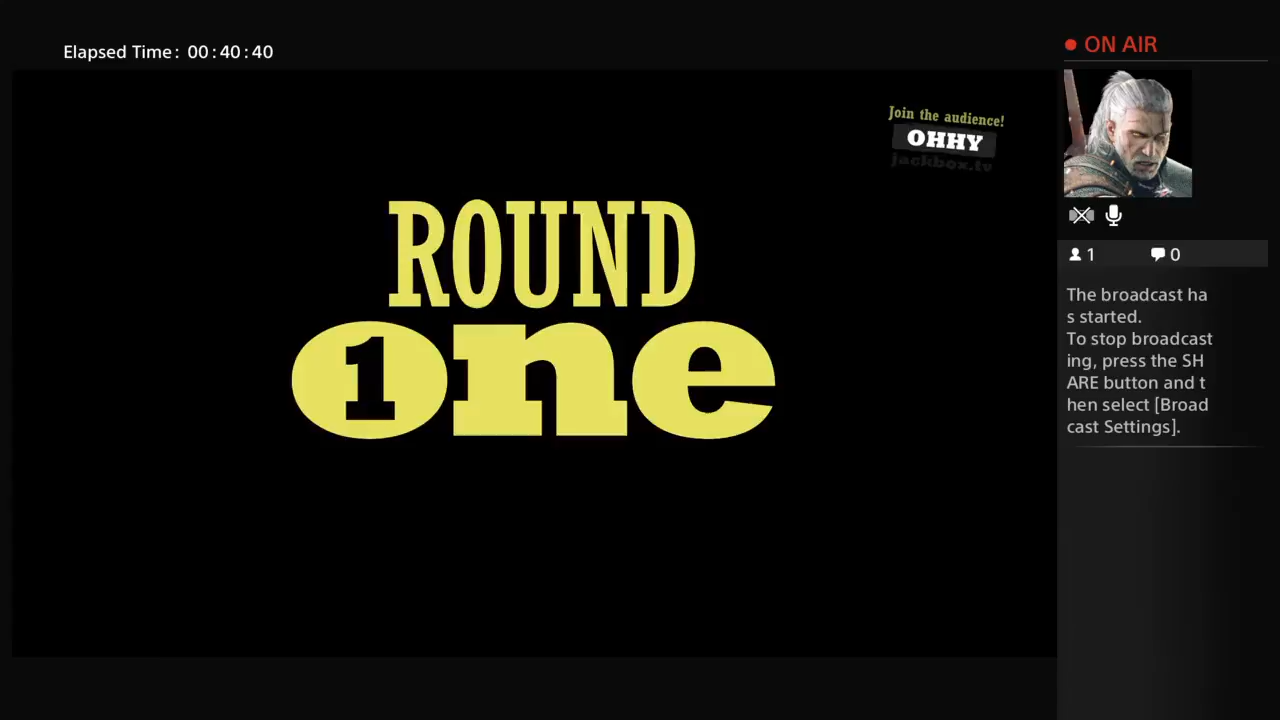 Elapsed Time: 00:40:40
ON AIR
Join the audience!
OHHY
jackbox.tv
ROUND
1 one
1 0
The broadcast ha
s started.
To stop broadcast
ing, press the SH
ARE button and t
hen select [Broad
cast Settings].